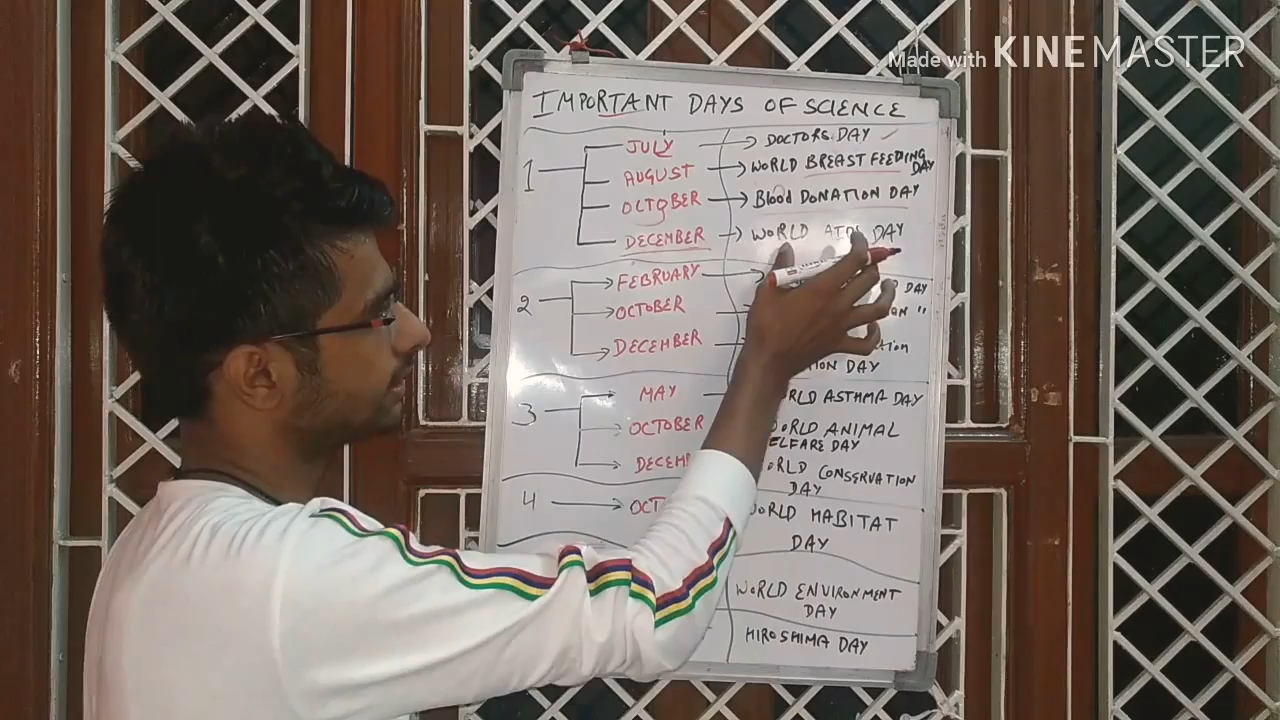 Made with KINEMASTER
IMPORTANT DAYS OF SCIENCE
1
JULY → DOCTORS DAY
AUGUST → WORLD BREAST FEEDING DAY
OCTOBER → Blood DONATION DAY
DECEMBER → WORLD AIDS DAY
2
FEBRUARY DAY
OCTOBER "
DECEMBER
DAY
3
MAY ASTHMA DAY
OCTOBER WORLD ANIMAL
DAY
WORLD CONSERVATION
DAY
4 → WORLD HABITAT
DAY
WORLD ENVIRONMENT
DAY
HIROSHIMA DAY